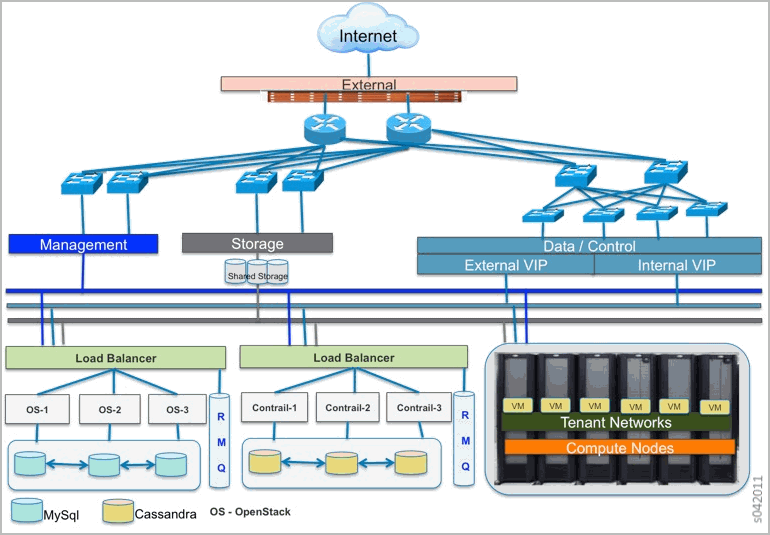 Internet
External
Management
Storage
Data / Control
External VIP
Internal VIP
Shared Storage
Load Balancer
Load Balancer
OS-1
OS-2
OS-3
R
M
Q
Contrail-1
Contrail-2
Contrail-3
R
M
Q
VM
VM
VM
VM
VM
VM
Tenant Networks
Compute Nodes
MySql
Cassandra
OS - OpenStack
s042011